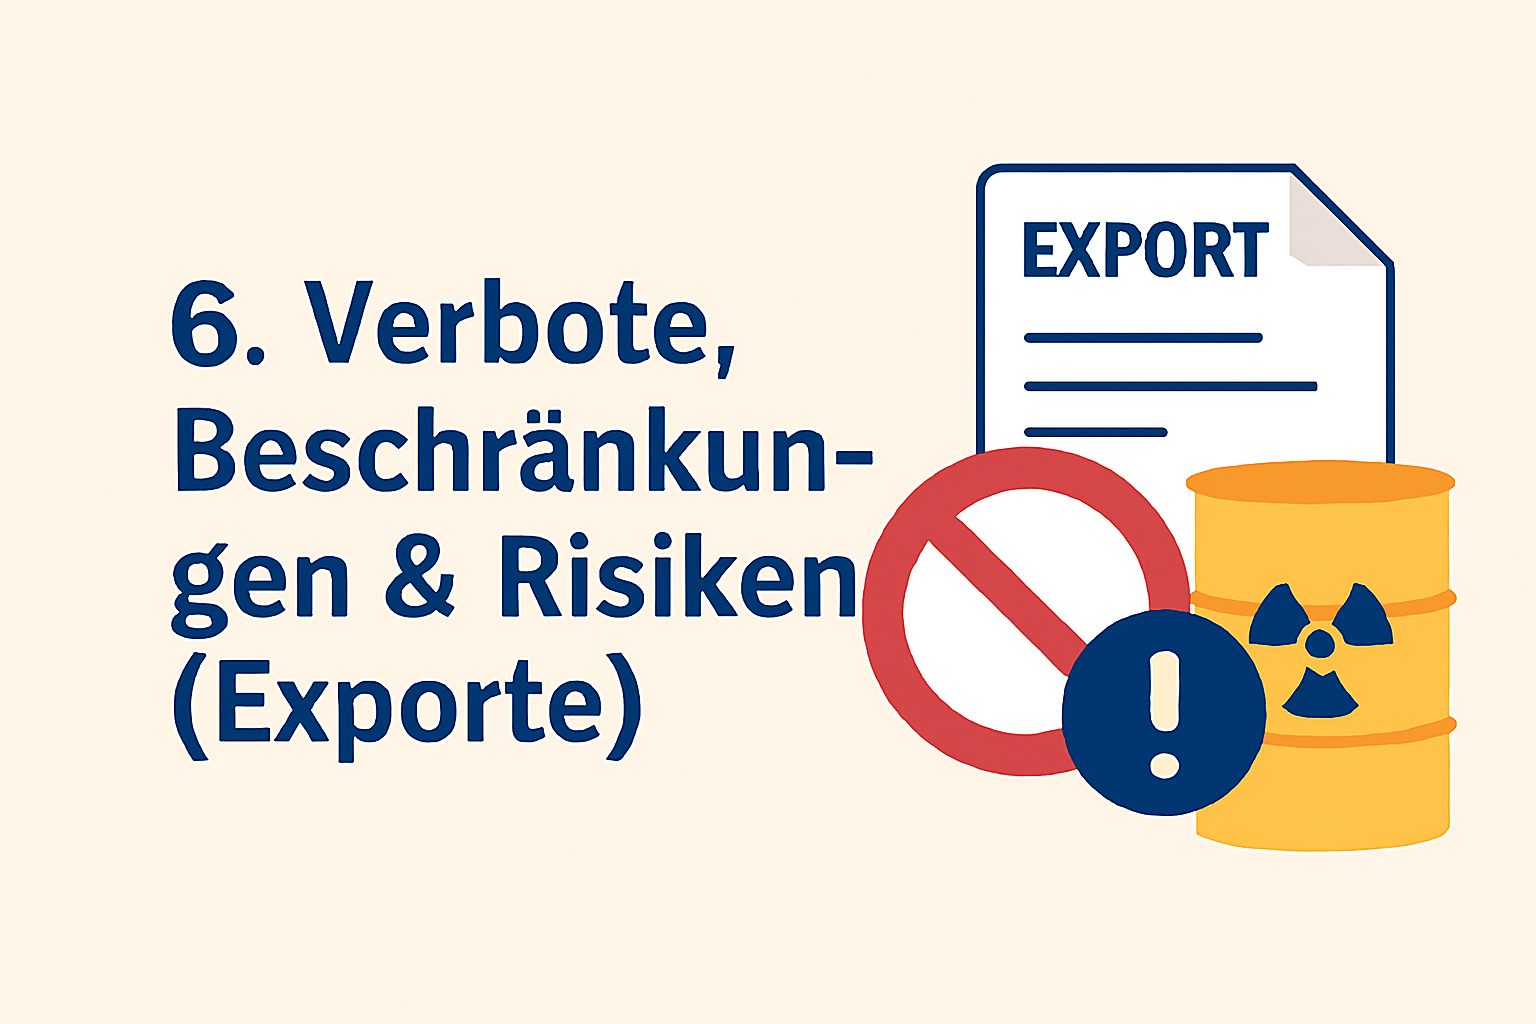 6. Verbote,
Beschränkun-
gen & Risiken
(Exporte)
EXPORT